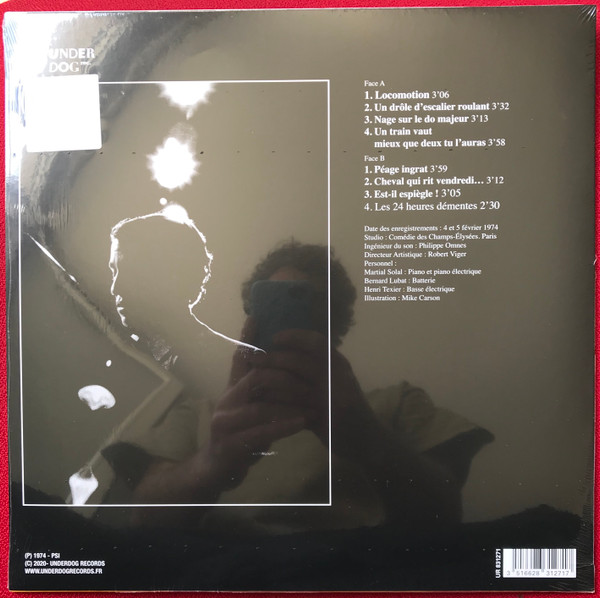 UNDER
DOG
Face A
1. Locomotion 3'06
2. Un drôle d'escalier roulant 3'32
3. Nage sur le do majeur 3'13
4. Un train vaut
mieux que deux tu l'auras 3'58
Face B
1. Péage ingrat 3'59
2. Cheval qui rit vendredi… 3'12
3. Est-il espiègle ! 3'05
4. Les 24 heures démentes 2'30
Date des enregistrements : 4 et 5 février 1974
Studio : Comédie des Champs-Élysées. Paris
Ingénieur du son : Philippe Omnes
Directeur Artistique : Robert Viger
Personnel :
Martial Solal : Piano et piano électrique
Bernard Lubat : Batterie
Henri Texier : Basse électrique
Illustration : Mike Carson
(P) 1974 - PSI
(C) 2020- UNDERDOG RECORDS
WWW.UNDERDOGRECORDS.FR
UR 831271
3 516628 312717